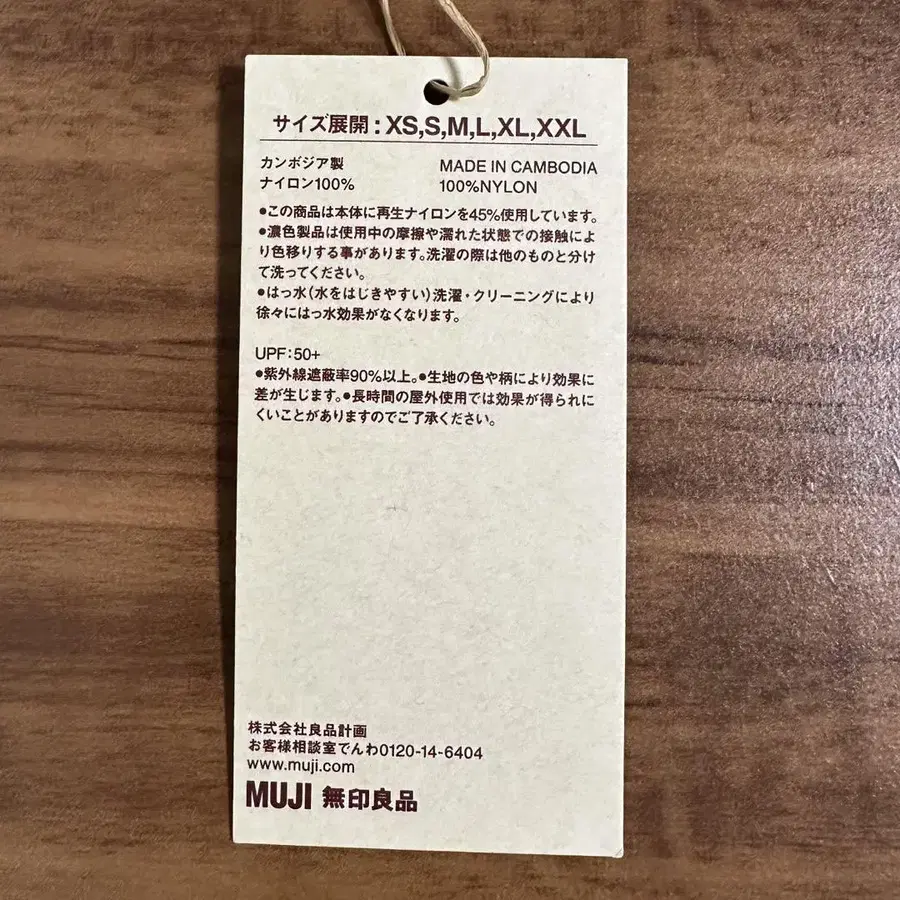 サイズ展開：XS,S,M,L,XL,XXL
カンボジア製 MADE IN CAMBODIA
ナイロン100% 100%NYLON
●この商品は本体に再生ナイロンを45%使用しています。
●濃色製品は使用中の摩擦や濡れた状態での接触によ
り色移りする事があります。洗濯の際は他のものと分け
て洗ってください。
●はっ水(水をはじきやすい)洗濯・クリーニングにより
徐々にはっ水効果がなくなります。
UPF：50+
●紫外線遮蔽率90%以上。●生地の色や柄により効果に
差が生じます。●長時間の屋外使用では効果が得られに
くいことがありますのでご了承ください。
株式会社良品計画
お客様相談室でんわ0120-14-6404
www.muji.com
MUJI 無印良品